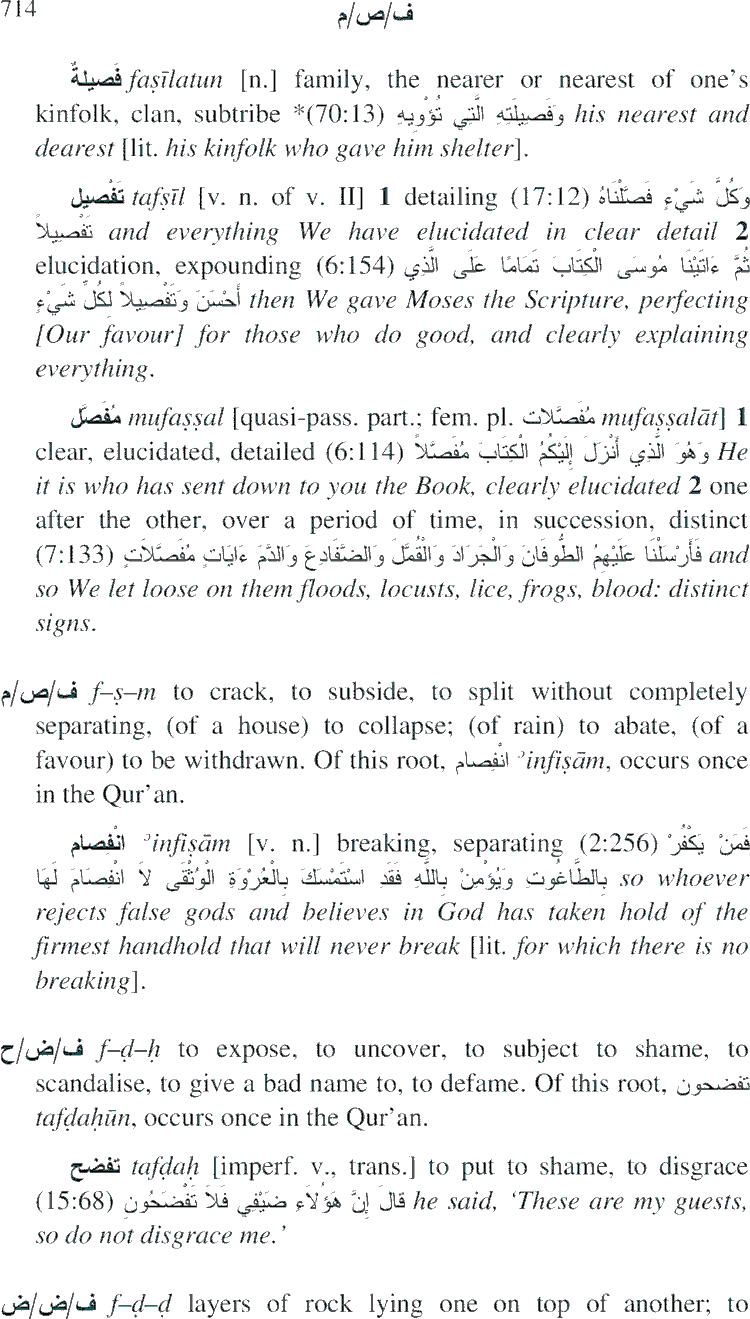 714 ف/ص/م
فَصيلةٌ faṣīlatun [n.] family, the nearer or nearest of one’s
kinfolk, clan, subtribe *(70:13) وَفَصِيلَتِهِ الَّتِي تُؤْوِيهِ his nearest and
dearest [lit. his kinfolk who gave him shelter].
تَفْصيل tafṣīl [v. n. of v. II] 1 detailing (17:12) وَكُلَّ شَيْءٍ فَصَّلْنَاهُ
تَفْصِيلاً and everything We have elucidated in clear detail 2
elucidation, expounding (6:154) ثُمَّ ءَاتَيْنَا مُوسَى الْكِتَابَ تَمَامًا عَلَى الَّذِي
أَحْسَنَ وَتَفْصِيلاً لِكُلِّ شَيْءٍ then We gave Moses the Scripture, perfecting
[Our favour] for those who do good, and clearly explaining
everything.
مُفَصَّل mufaṣṣal [quasi-pass. part.; fem. pl. مُفَصَّلات mufaṣṣalāt] 1
clear, elucidated, detailed (6:114) وَهُوَ الَّذِي أَنْزَلَ إِلَيْكُمُ الْكِتَابَ مُفَصَّلاً He
it is who has sent down to you the Book, clearly elucidated 2 one
after the other, over a period of time, in succession, distinct
(7:133) فَأَرْسَلْنَا عَلَيْهِمُ الطُّوفَانَ وَالْجَرَادَ وَالْقُمَّلَ وَالضَّفَادِعَ وَالدَّمَ ءَايَاتٍ مُفَصَّلاَتٍ and
so We let loose on them floods, locusts, lice, frogs, blood: distinct
signs.
ف/ص/م f–ṣ–m to crack, to subside, to split without completely
separating, (of a house) to collapse; (of rain) to abate, (of a
favour) to be withdrawn. Of this root, انْفِصام ʾinfiṣām, occurs once
in the Qur’an.
انْفِصام ʾinfiṣām [v. n.] breaking, separating (2:256) فَمَنْ يَكْفُرْ
بِالطَّاغُوتِ وَيُؤْمِنْ بِاللَّهِ فَقَدِ اسْتَمْسَكَ بِالْعُرْوَةِ الْوُثْقَى لاَ انْفِصَامَ لَهَا so whoever
rejects false gods and believes in God has taken hold of the
firmest handhold that will never break [lit. for which there is no
breaking].
ف/ض/ح f–ḍ–ḥ to expose, to uncover, to subject to shame, to
scandalise, to give a bad name to, to defame. Of this root, تفضحون
tafḍaḥūn, occurs once in the Qur’an.
تفضح tafḍaḥ [imperf. v., trans.] to put to shame, to disgrace
(15:68) قَالَ إِنَّ هَؤُلاَءِ ضَيْفِي فَلاَ تَفْضَحُونِ he said, ‘These are my guests,
so do not disgrace me.’
ف/ض/ض f–ḍ–ḍ layers of rock lying one on top of another; to